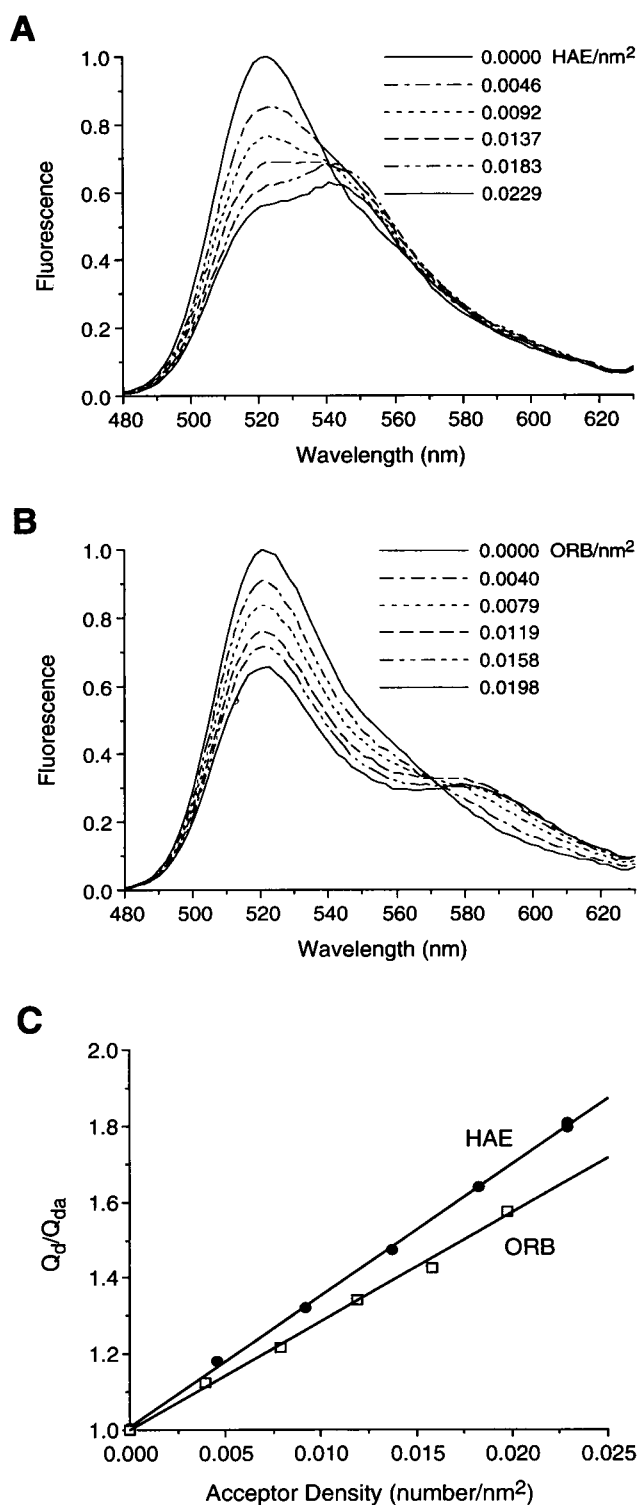 A
1.0
0.8
0.6
0.4
0.2
0.0
Fluorescence
0.0000 HAE/nm²
0.0046
0.0092
0.0137
0.0183
0.0229
480 500 520 540 560 580 600 620
Wavelength (nm)
B
1.0
0.8
0.6
0.4
0.2
0.0
Fluorescence
0.0000 ORB/nm²
0.0040
0.0079
0.0119
0.0158
0.0198
480 500 520 540 560 580 600 620
Wavelength (nm)
C
2.0
1.8
1.6
1.4
1.2
1.0
Qd/Qda
HAE
ORB
0.000 0.005 0.010 0.015 0.020 0.025
Acceptor Density (number/nm²)